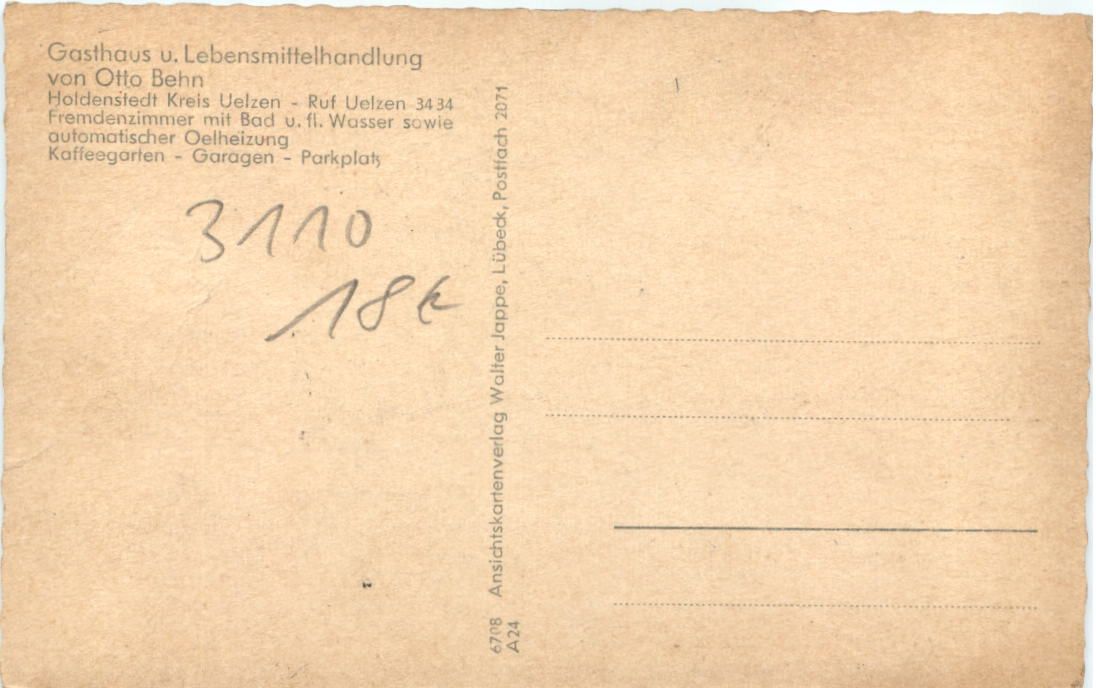 Gasthaus u. Lebensmittelhandlung
von Otto Behn
Holdenstedt Kreis Uelzen - Ruf Uelzen 3434
Fremdenzimmer mit Bad u. fl. Wasser sowie
automatischer Oelheizung
Kaffeegarten - Garagen - Parkplatz
3110
18€
6708 Ansichtskartenverlag Walter Jappe, Lübeck, Postfach 2071
A24